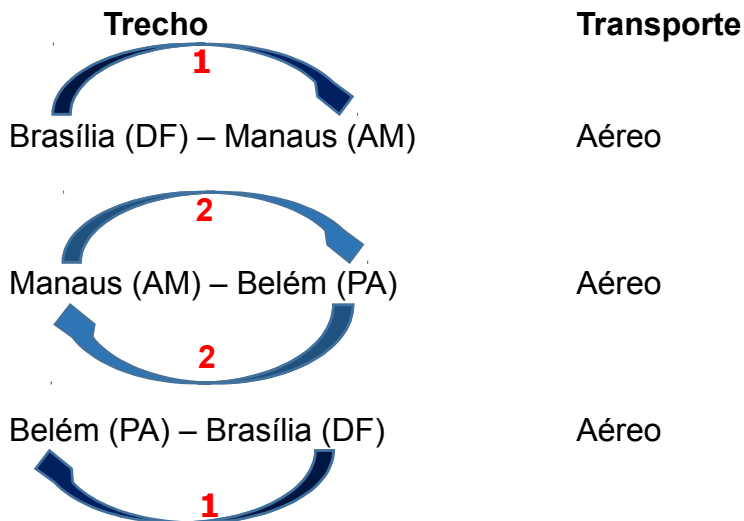 Trecho Transporte
1
Brasília (DF) – Manaus (AM) Aéreo
2
Manaus (AM) – Belém (PA) Aéreo
2
Belém (PA) – Brasília (DF) Aéreo
1